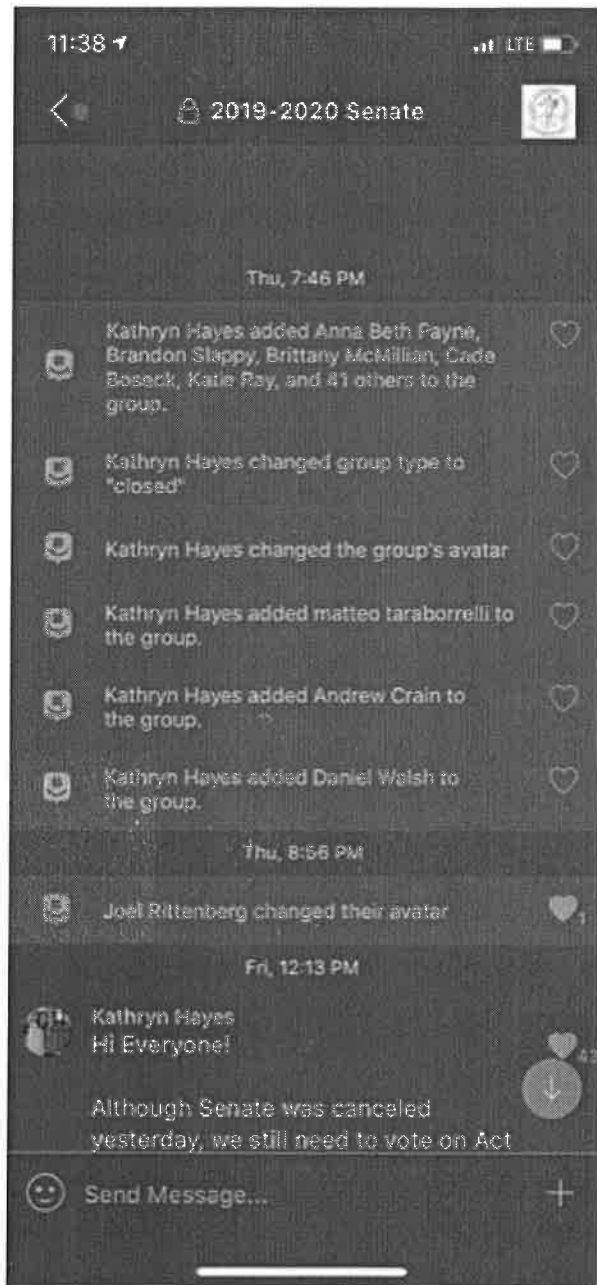 11:38
LTE
2019-2020 Senate
Thu, 7:46 PM
Kathryn Hayes added Anna Beth Payne,
Brandon Slappy, Brittany McMillian, Cade
Boseck, Katie Ray, and 41 others to the
group.
Kathryn Hayes changed group type to
"closed"
Kathryn Hayes changed the group's avatar
Kathryn Hayes added matteo taraborrelli to
the group.
Kathryn Hayes added Andrew Crain to
the group.
Kathryn Hayes added Daniel Walsh to
the group.
Thu, 8:56 PM
Joel Rittenberg changed their avatar
1
Fri, 12:13 PM
Kathryn Hayes
Hi Everyone!
43
Although Senate was canceled
yesterday, we still need to vote on Act
Send Message...